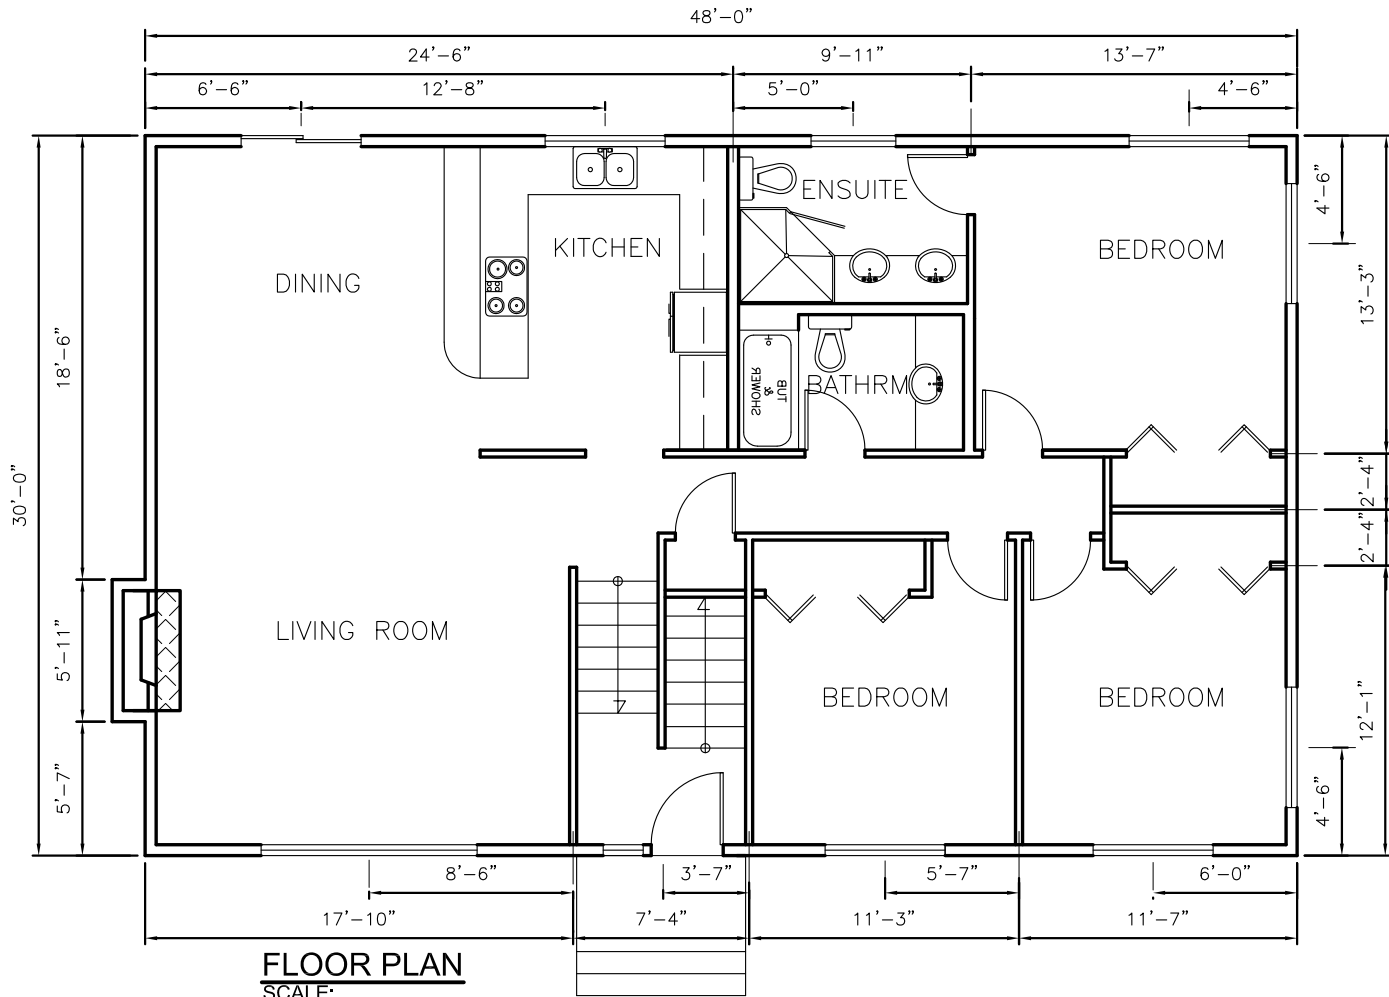 48'-0"
24'-6" 9'-11" 13'-7"
6'-6" 12'-8" 5'-0" 4'-6"
ENSUITE
4'-6"
KITCHEN
BEDROOM
DINING
13'-3"
18'-6"
BATHRM
SHOWER
&
TUB
30'-0"
2'-4"
2'-4"
LIVING ROOM
5'-11"
BEDROOM
BEDROOM
12'-1"
5'-7"
4'-6"
8'-6" 3'-7" 5'-7" 6'-0"
17'-10" 7'-4" 11'-3" 11'-7"
FLOOR PLAN
SCALE: